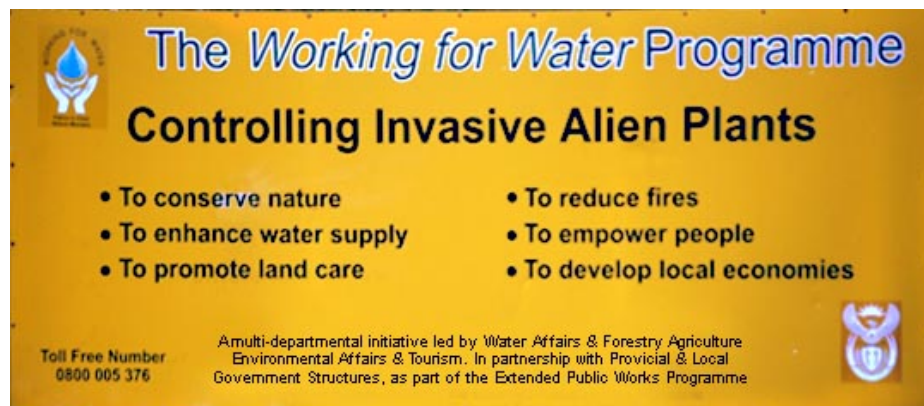 WORKING FOR WATER
The Working for Water Programme
Controlling Invasive Alien Plants
• To conserve nature
• To enhance water supply
• To promote land care
• To reduce fires
• To empower people
• To develop local economies
Toll Free Number
0800 005 376
Amulti-departmental initiative led by Water Affairs & Forestry Agriculture
Environmental Affairs & Tourism. In partnership with Provicial & Local
Government Structures, as part of the Extended Public Works Programme